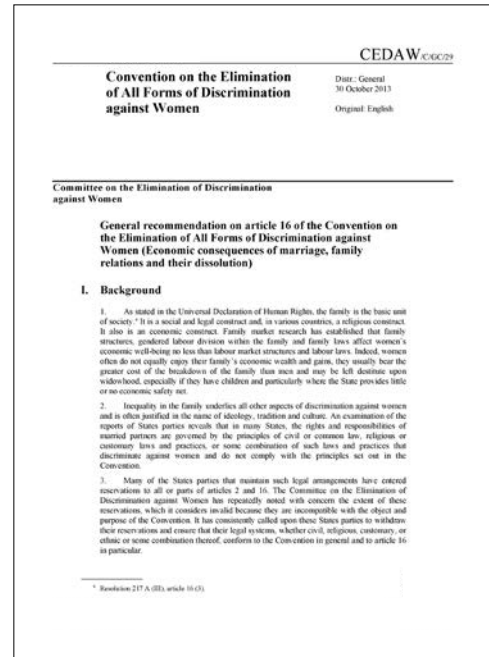 CEDAW/C/GC/29
Convention on the Elimination
of All Forms of Discrimination
against Women
Distr.: General
30 October 2013
Original: English
Committee on the Elimination of Discrimination
against Women
General recommendation on article 16 of the Convention on
the Elimination of All Forms of Discrimination against
Women (Economic consequences of marriage, family
relations and their dissolution)
I. Background
1. As stated in the Universal Declaration of Human Rights, the family is the basic unit
of society.* It is a social and legal construct and, in various countries, a religious construct.
It also is an economic construct. Family market research has established that family
structures, gendered labour division within the family and family laws affect women's
economic well-being no less than labour market structures and labour laws. Indeed, women
often do not equally enjoy their family's economic wealth and gains, they usually bear the
greater cost of the breakdown of the family than men and may be left destitute upon
widowhood, especially if they have children and particularly where the State provides little
or no economic safety net.
2. Inequality in the family underlies all other aspects of discrimination against women
and is often justified in the name of ideology, tradition and culture. An examination of the
reports of States parties reveals that in many States, the rights and responsibilities of
married partners are governed by the principles of civil or common law, religious or
customary laws and practices, or some combination of such laws and practices that
discriminate against women and do not comply with the principles set out in the
Convention.
3. Many of the States parties that maintain such legal arrangements have entered
reservations to all or parts of articles 2 and 16. The Committee on the Elimination of
Discrimination against Women has repeatedly noted with concern the extent of these
reservations, which it considers invalid because they are incompatible with the object and
purpose of the Convention. It has consistently called upon these States parties to withdraw
their reservations and ensure that their legal systems, whether civil, religious, customary, or
ethnic or some combination thereof, conform to the Convention in general and to article 16
in particular.
* Resolution 217 A (III), article 16 (3).